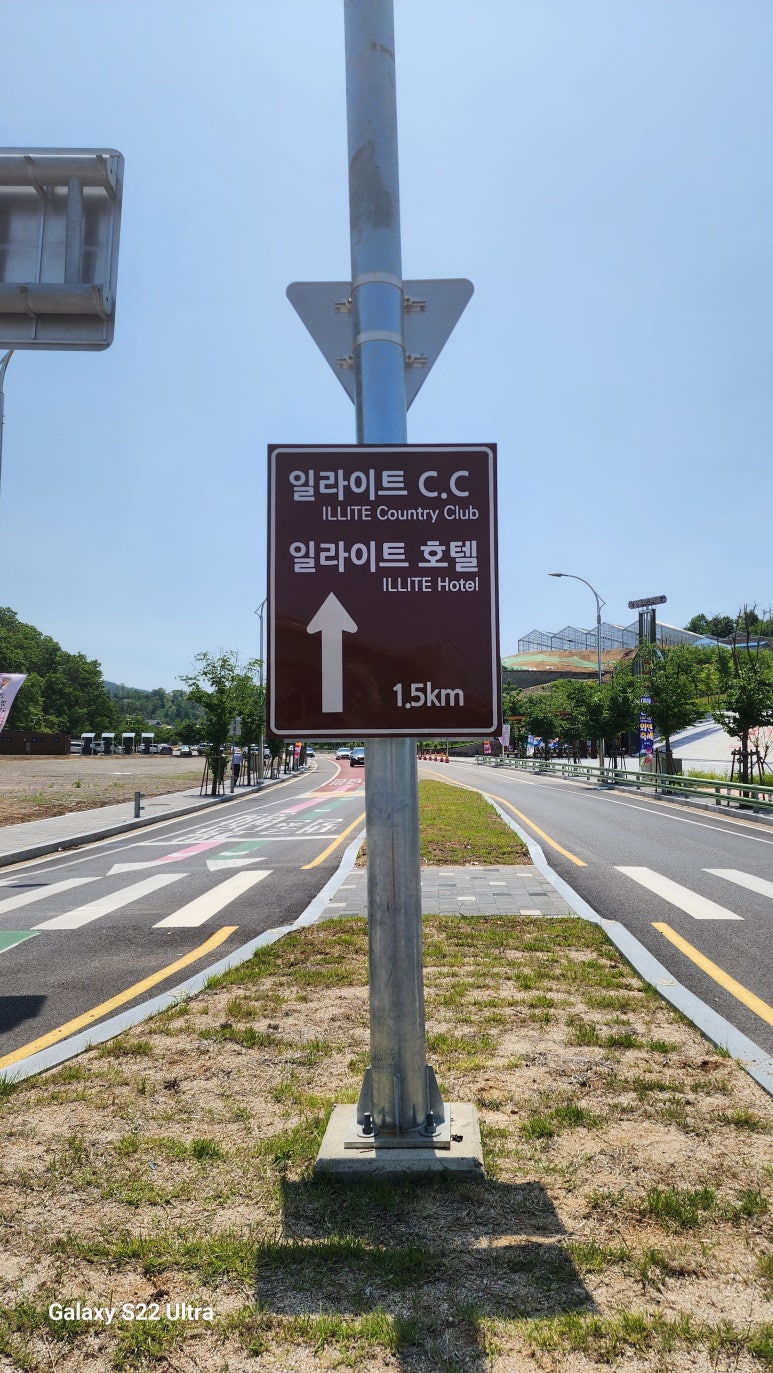 일라이트 C.C
ILLITE Country Club
일라이트 호텔
ILLITE Hotel
1.5km
Galaxy S22 Ultra